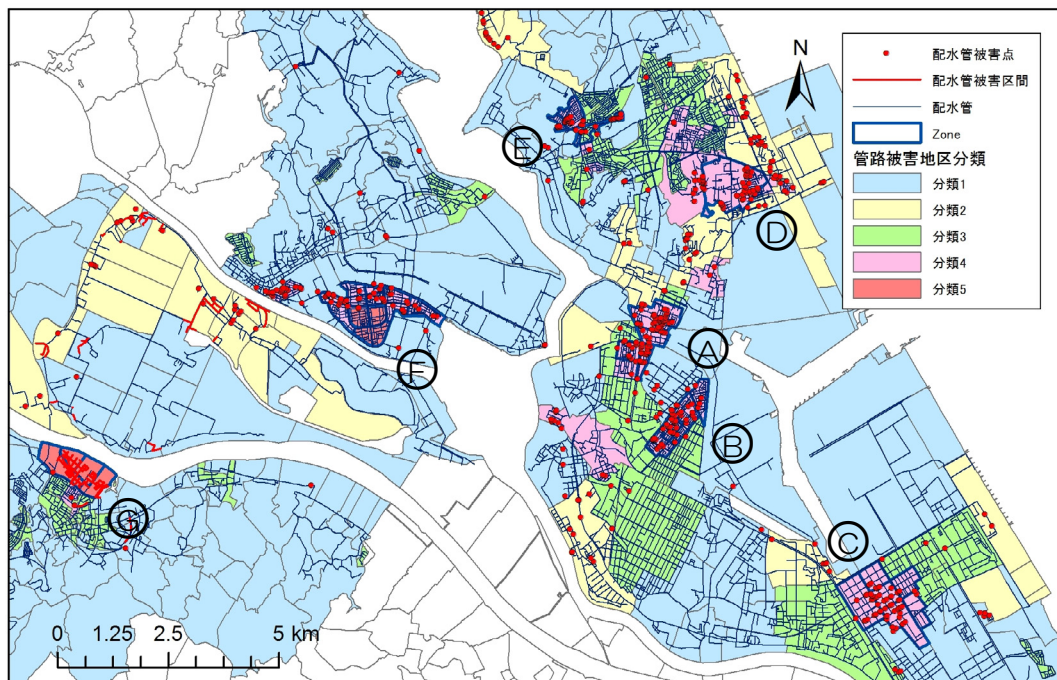 N
配水管被害点
配水管被害区間
配水管
Zone
管路被害地区分類
分類1
分類2
分類3
分類4
分類5
E
D
A
F
B
G
C
0 1.25 2.5 5 km